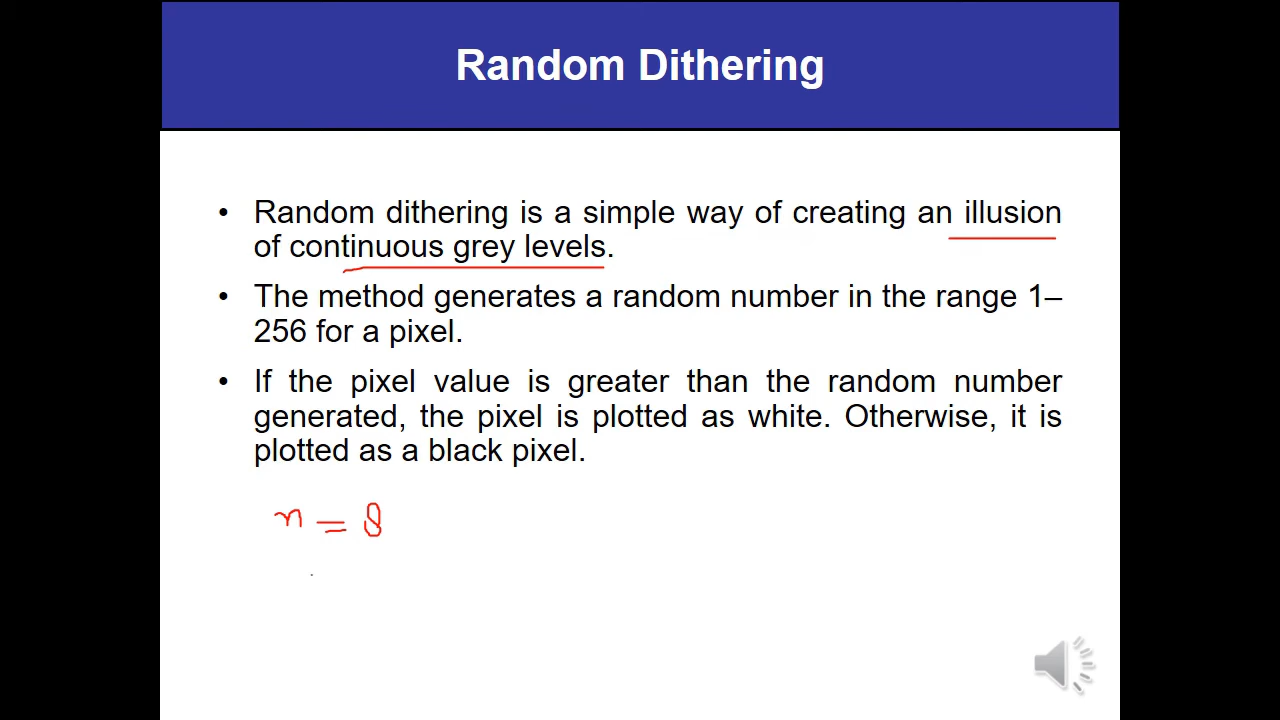 Random Dithering
• Random dithering is a simple way of creating an illusion
of continuous grey levels.
• The method generates a random number in the range 1–
256 for a pixel.
• If the pixel value is greater than the random number
generated, the pixel is plotted as white. Otherwise, it is
plotted as a black pixel.
n = 8